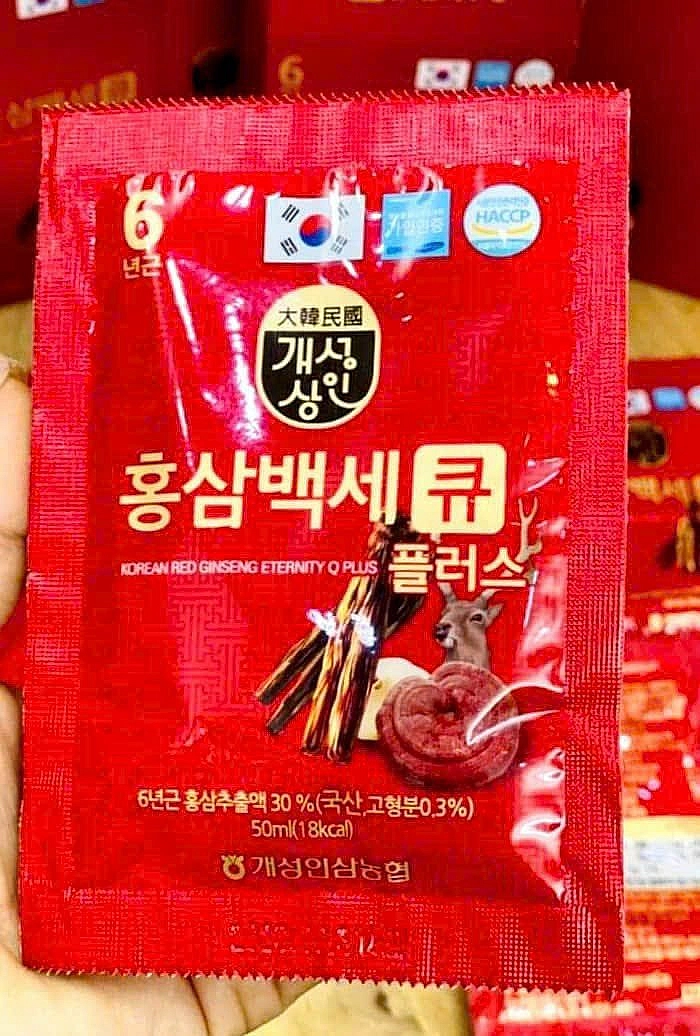 6
년근
가입인증
HACCP
大韓民國
개성
상인
홍삼백세큐
플러스
KOREAN RED GINSENG ETERNITY Q PLUS
6년근 홍삼추출액 30 %(국산,고형분0.3%)
50ml(18kcal)
개성인삼농협
6